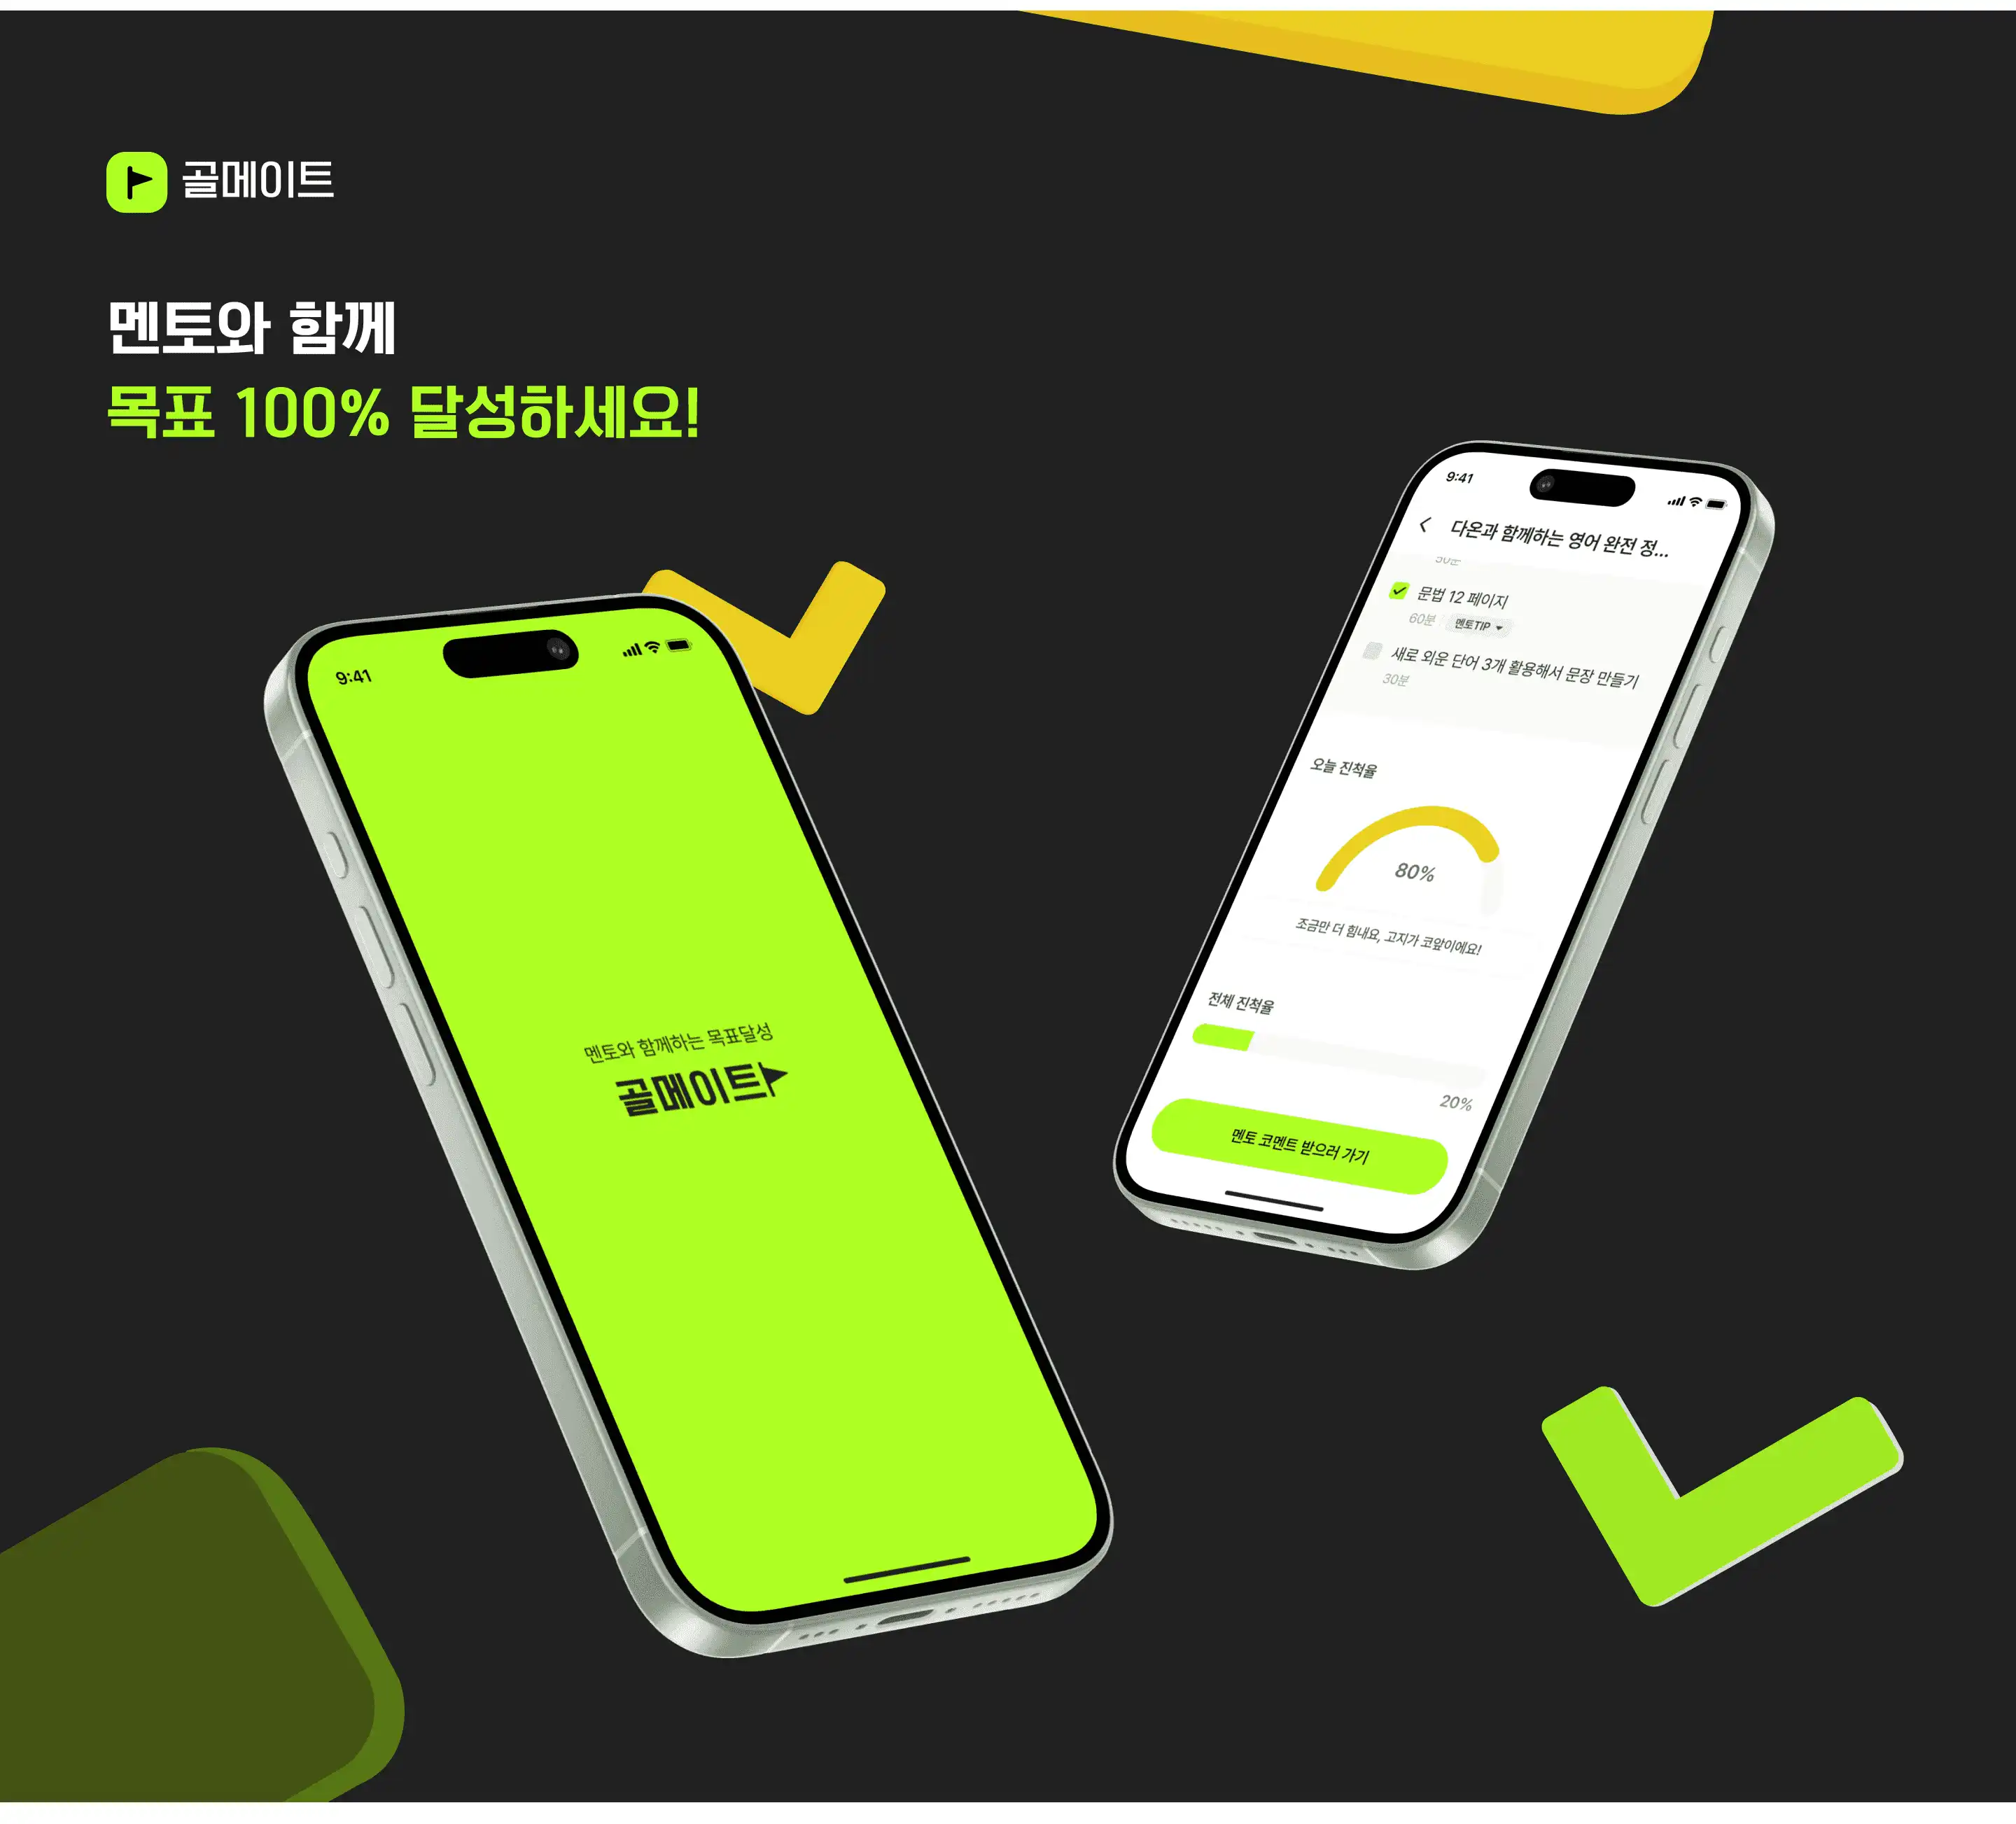 골메이트
멘토와 함께
목표 100% 달성하세요!
9:41
멘토와 함께하는 목표달성
골메이트
9:41
다온과 함께하는 영어 완전 정...
30분
문법 12 페이지
60분 멘토TIP
새로 외운 단어 3개 활용해서 문장 만들기
30분
오늘 진척율
80%
조금만 더 힘내요, 고지가 코앞이에요!
전체 진척율
20%
멘토 코멘트 받으러 가기